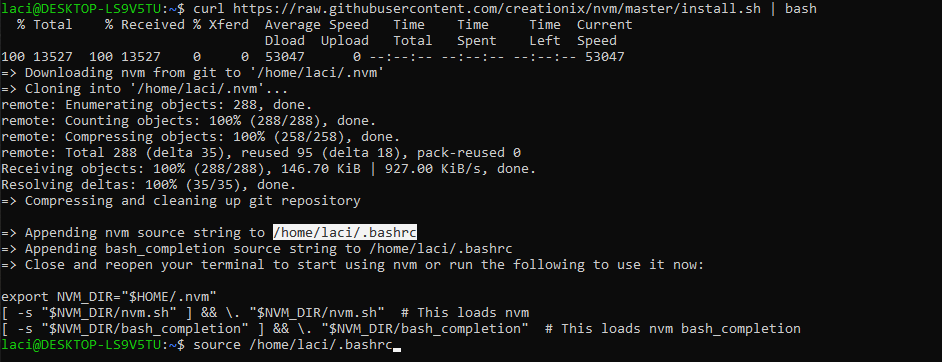 laci@DESKTOP-LS9V5TU:~$ curl https://raw.githubusercontent.com/creationix/nvm/master/install.sh | bash
  % Total    % Received % Xferd  Average Speed   Time    Time     Time  Current
                                 Dload  Upload   Total   Spent    Left  Speed
100 13527  100 13527    0     0  53047      0 --:--:-- --:--:-- --:--:-- 53047
=> Downloading nvm from git to '/home/laci/.nvm'
=> Cloning into '/home/laci/.nvm'...
remote: Enumerating objects: 288, done.
remote: Counting objects: 100% (288/288), done.
remote: Compressing objects: 100% (258/258), done.
remote: Total 288 (delta 35), reused 95 (delta 18), pack-reused 0
Receiving objects: 100% (288/288), 146.70 KiB | 927.00 KiB/s, done.
Resolving deltas: 100% (35/35), done.
=> Compressing and cleaning up git repository

=> Appending nvm source string to /home/laci/.bashrc
=> Appending bash_completion source string to /home/laci/.bashrc
=> Close and reopen your terminal to start using nvm or run the following to use it now:

export NVM_DIR="$HOME/.nvm"
[ -s "$NVM_DIR/nvm.sh" ] && \. "$NVM_DIR/nvm.sh"  # This loads nvm
[ -s "$NVM_DIR/bash_completion" ] && \. "$NVM_DIR/bash_completion"  # This loads nvm bash_completion
laci@DESKTOP-LS9V5TU:~$ source /home/laci/.bashrc